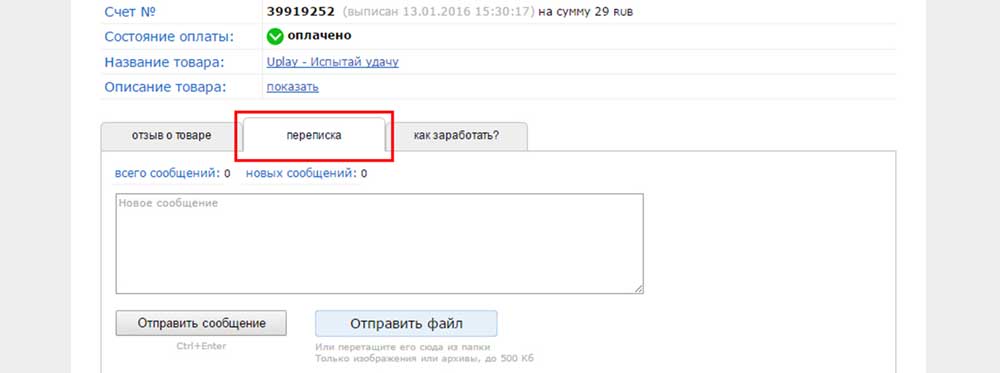 Счет № 39919252 (выписан 13.01.2016 15:30:17) на сумму 29 RUB
Состояние оплаты: оплачено
Название товара: Uplay - Испытай удачу
Описание товара: показать
отзыв о товаре переписка как заработать?
всего сообщений: 0 новых сообщений: 0
Новое сообщение
Отправить сообщение Отправить файл
Ctrl+Enter Или перетащите его сюда из папки
Только изображения или архивы, до 500 Кб